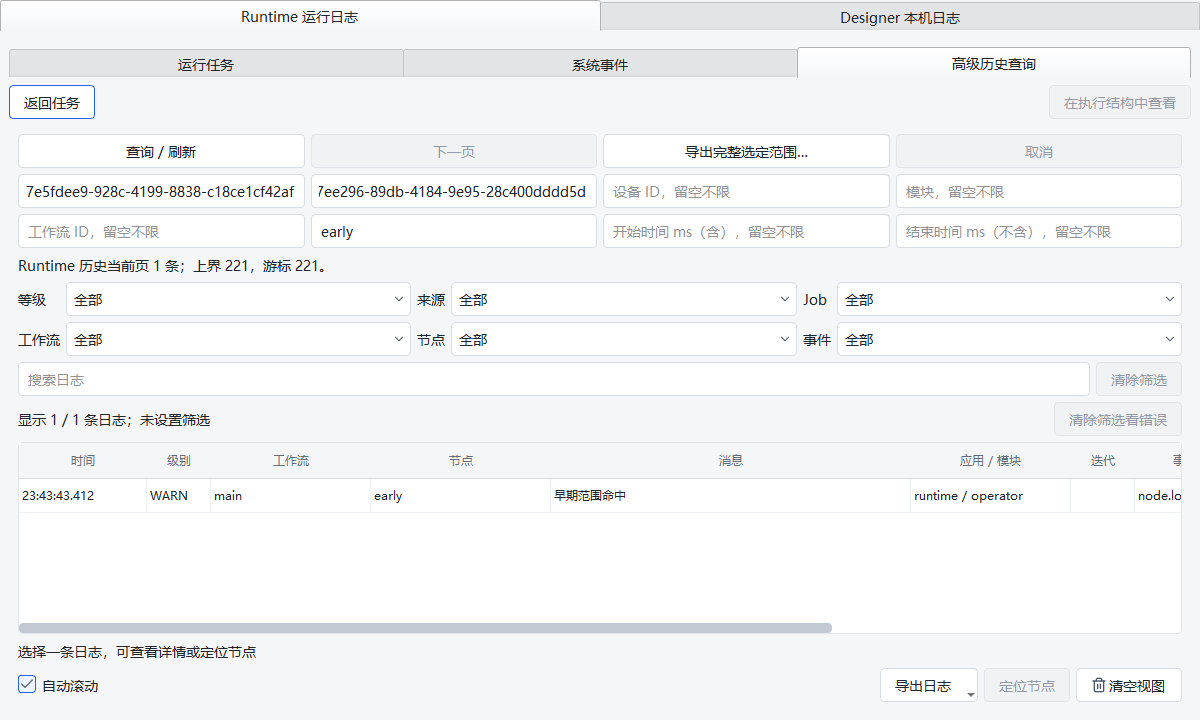 Runtime 运行日志 Designer 本机日志
运行任务 系统事件 高级历史查询
返回任务 在执行结构中查看
查询 / 刷新 下一页 导出完整选定范围... 取消
7e5fdee9-928c-4199-8838-c18ce1cf42af 7ee296-89db-4184-9e95-28c400dddd5d 设备 ID，留空不限 模块，留空不限
工作流 ID，留空不限 early 开始时间 ms（含），留空不限 结束时间 ms（不含），留空不限
Runtime 历史当前页 1 条；上界 221，游标 221。
等级 全部 来源 全部 Job 全部
工作流 全部 节点 全部 事件 全部
搜索日志 清除筛选
显示 1 / 1 条日志；未设置筛选 清除筛选看错误
时间 级别 工作流 节点 消息 应用 / 模块 迭代
23:43:43.412 WARN main early 早期范围命中 runtime / operator node.lo
选择一条日志，可查看详情或定位节点
自动滚动 导出日志 定位节点 清空视图